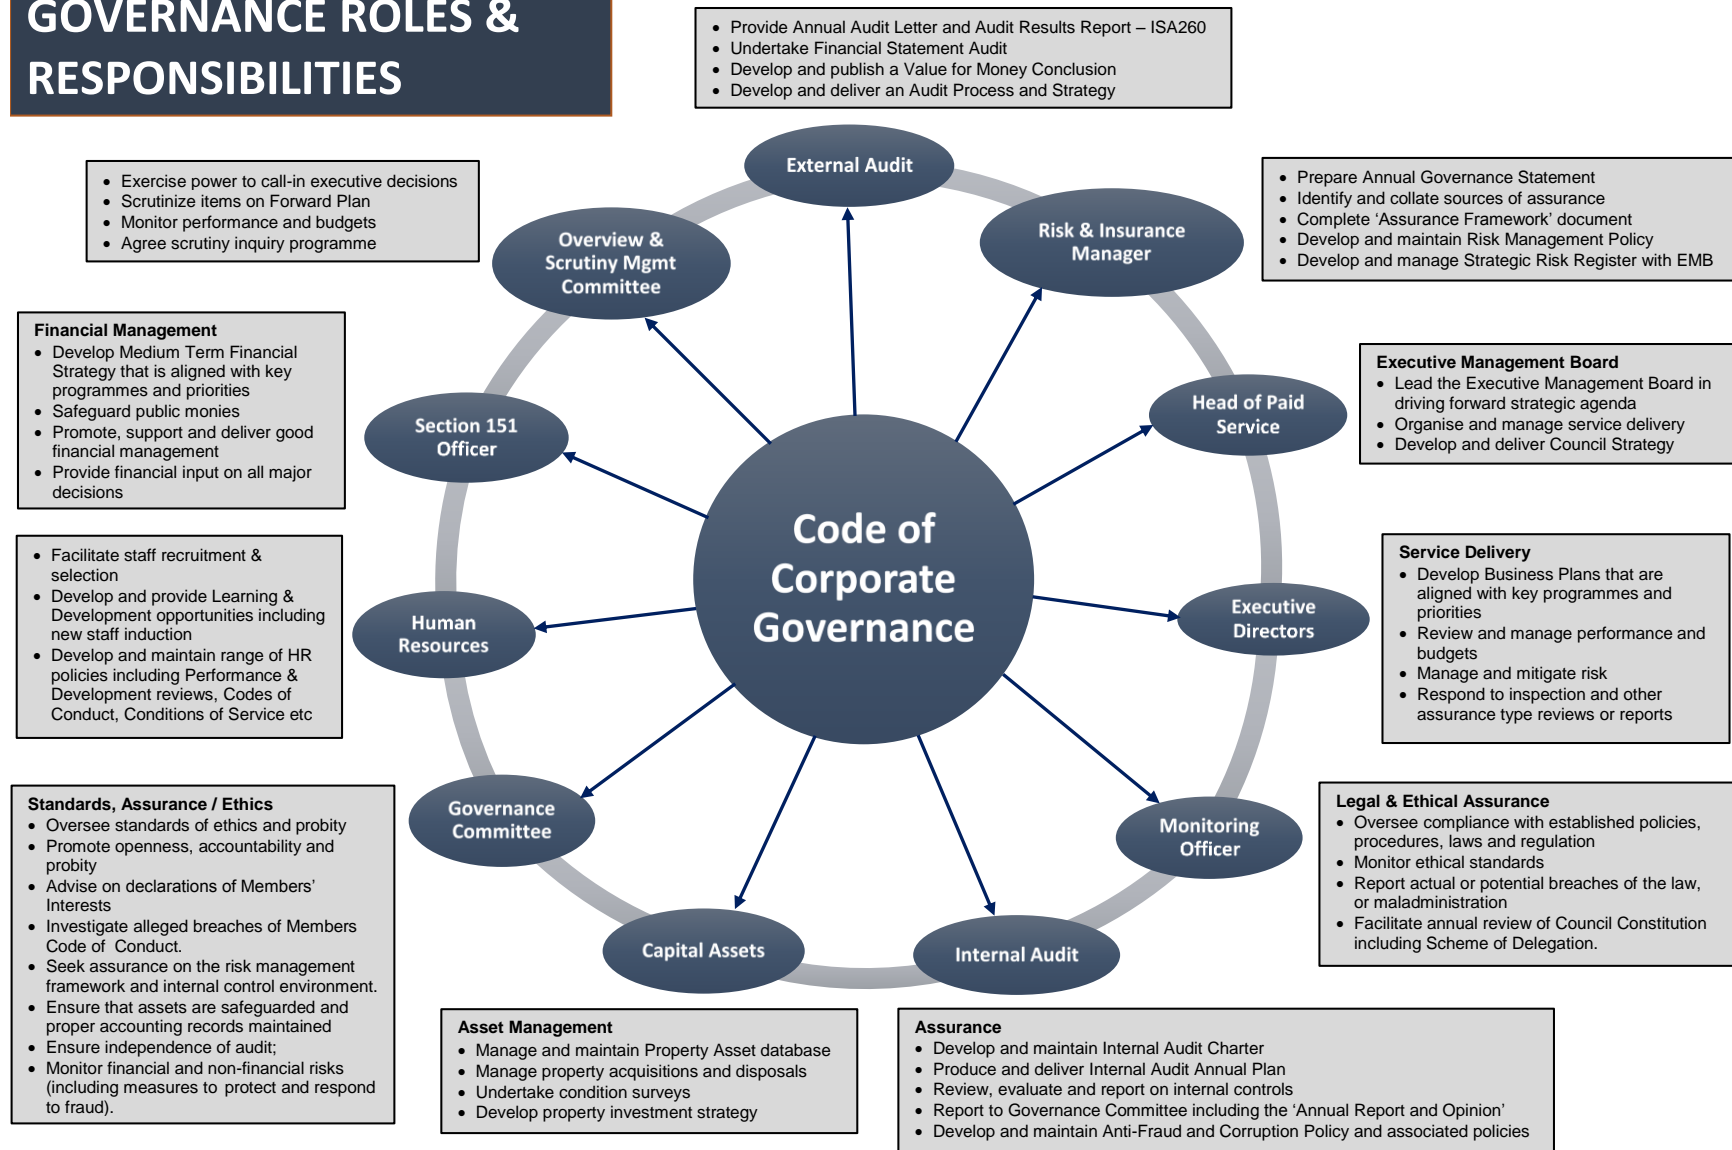 GOVERNANCE ROLES &
RESPONSIBILITIES
• Provide Annual Audit Letter and Audit Results Report – ISA260
• Undertake Financial Statement Audit
• Develop and publish a Value for Money Conclusion
• Develop and deliver an Audit Process and Strategy
External Audit
• Exercise power to call-in executive decisions
• Scrutinize items on Forward Plan
• Monitor performance and budgets
• Agree scrutiny inquiry programme
Overview &
Scrutiny Mgmt
Committee
Risk & Insurance
Manager
• Prepare Annual Governance Statement
• Identify and collate sources of assurance
• Complete ‘Assurance Framework’ document
• Develop and maintain Risk Management Policy
• Develop and manage Strategic Risk Register with EMB
Financial Management
• Develop Medium Term Financial
Strategy that is aligned with key
programmes and priorities
• Safeguard public monies
• Promote, support and deliver good
financial management
• Provide financial input on all major
decisions
Section 151
Officer
Head of Paid
Service
Executive Management Board
• Lead the Executive Management Board in
driving forward strategic agenda
• Organise and manage service delivery
• Develop and deliver Council Strategy
Code of
Corporate
Governance
• Facilitate staff recruitment &
selection
• Develop and provide Learning &
Development opportunities including
new staff induction
• Develop and maintain range of HR
policies including Performance &
Development reviews, Codes of
Conduct, Conditions of Service etc
Human
Resources
Executive
Directors
Service Delivery
• Develop Business Plans that are
aligned with key programmes and
priorities
• Review and manage performance and
budgets
• Manage and mitigate risk
• Respond to inspection and other
assurance type reviews or reports
Standards, Assurance / Ethics
• Oversee standards of ethics and probity
• Promote openness, accountability and
probity
• Advise on declarations of Members’
Interests
• Investigate alleged breaches of Members
Code of Conduct.
• Seek assurance on the risk management
framework and internal control environment.
• Ensure that assets are safeguarded and
proper accounting records maintained
• Ensure independence of audit;
• Monitor financial and non-financial risks
(including measures to protect and respond
to fraud).
Governance
Committee
Monitoring
Officer
Legal & Ethical Assurance
• Oversee compliance with established policies,
procedures, laws and regulation
• Monitor ethical standards
• Report actual or potential breaches of the law,
or maladministration
• Facilitate annual review of Council Constitution
including Scheme of Delegation.
Capital Assets
Internal Audit
Asset Management
• Manage and maintain Property Asset database
• Manage property acquisitions and disposals
• Undertake condition surveys
• Develop property investment strategy
Assurance
• Develop and maintain Internal Audit Charter
• Produce and deliver Internal Audit Annual Plan
• Review, evaluate and report on internal controls
• Report to Governance Committee including the ‘Annual Report and Opinion’
• Develop and maintain Anti-Fraud and Corruption Policy and associated policies